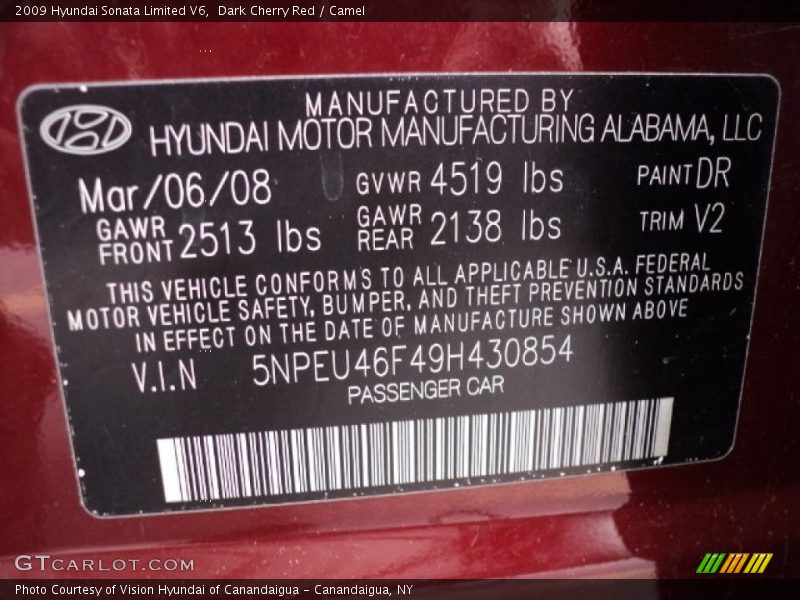 2009 Hyundai Sonata Limited V6,  Dark Cherry Red / Camel
MANUFACTURED BY
HYUNDAI MOTOR MANUFACTURING ALABAMA, LLC
Mar/06/08 GVWR 4519 lbs PAINT DR
GAWR FRONT 2513 lbs GAWR REAR 2138 lbs TRIM V2
THIS VEHICLE CONFORMS TO ALL APPLICABLE U.S.A. FEDERAL
MOTOR VEHICLE SAFETY, BUMPER, AND THEFT PREVENTION STANDARDS
IN EFFECT ON THE DATE OF MANUFACTURE SHOWN ABOVE
V.I.N 5NPEU46F49H430854
PASSENGER CAR
GTCARLOT.COM
Photo Courtesy of Vision Hyundai of Canandaigua - Canandaigua, NY